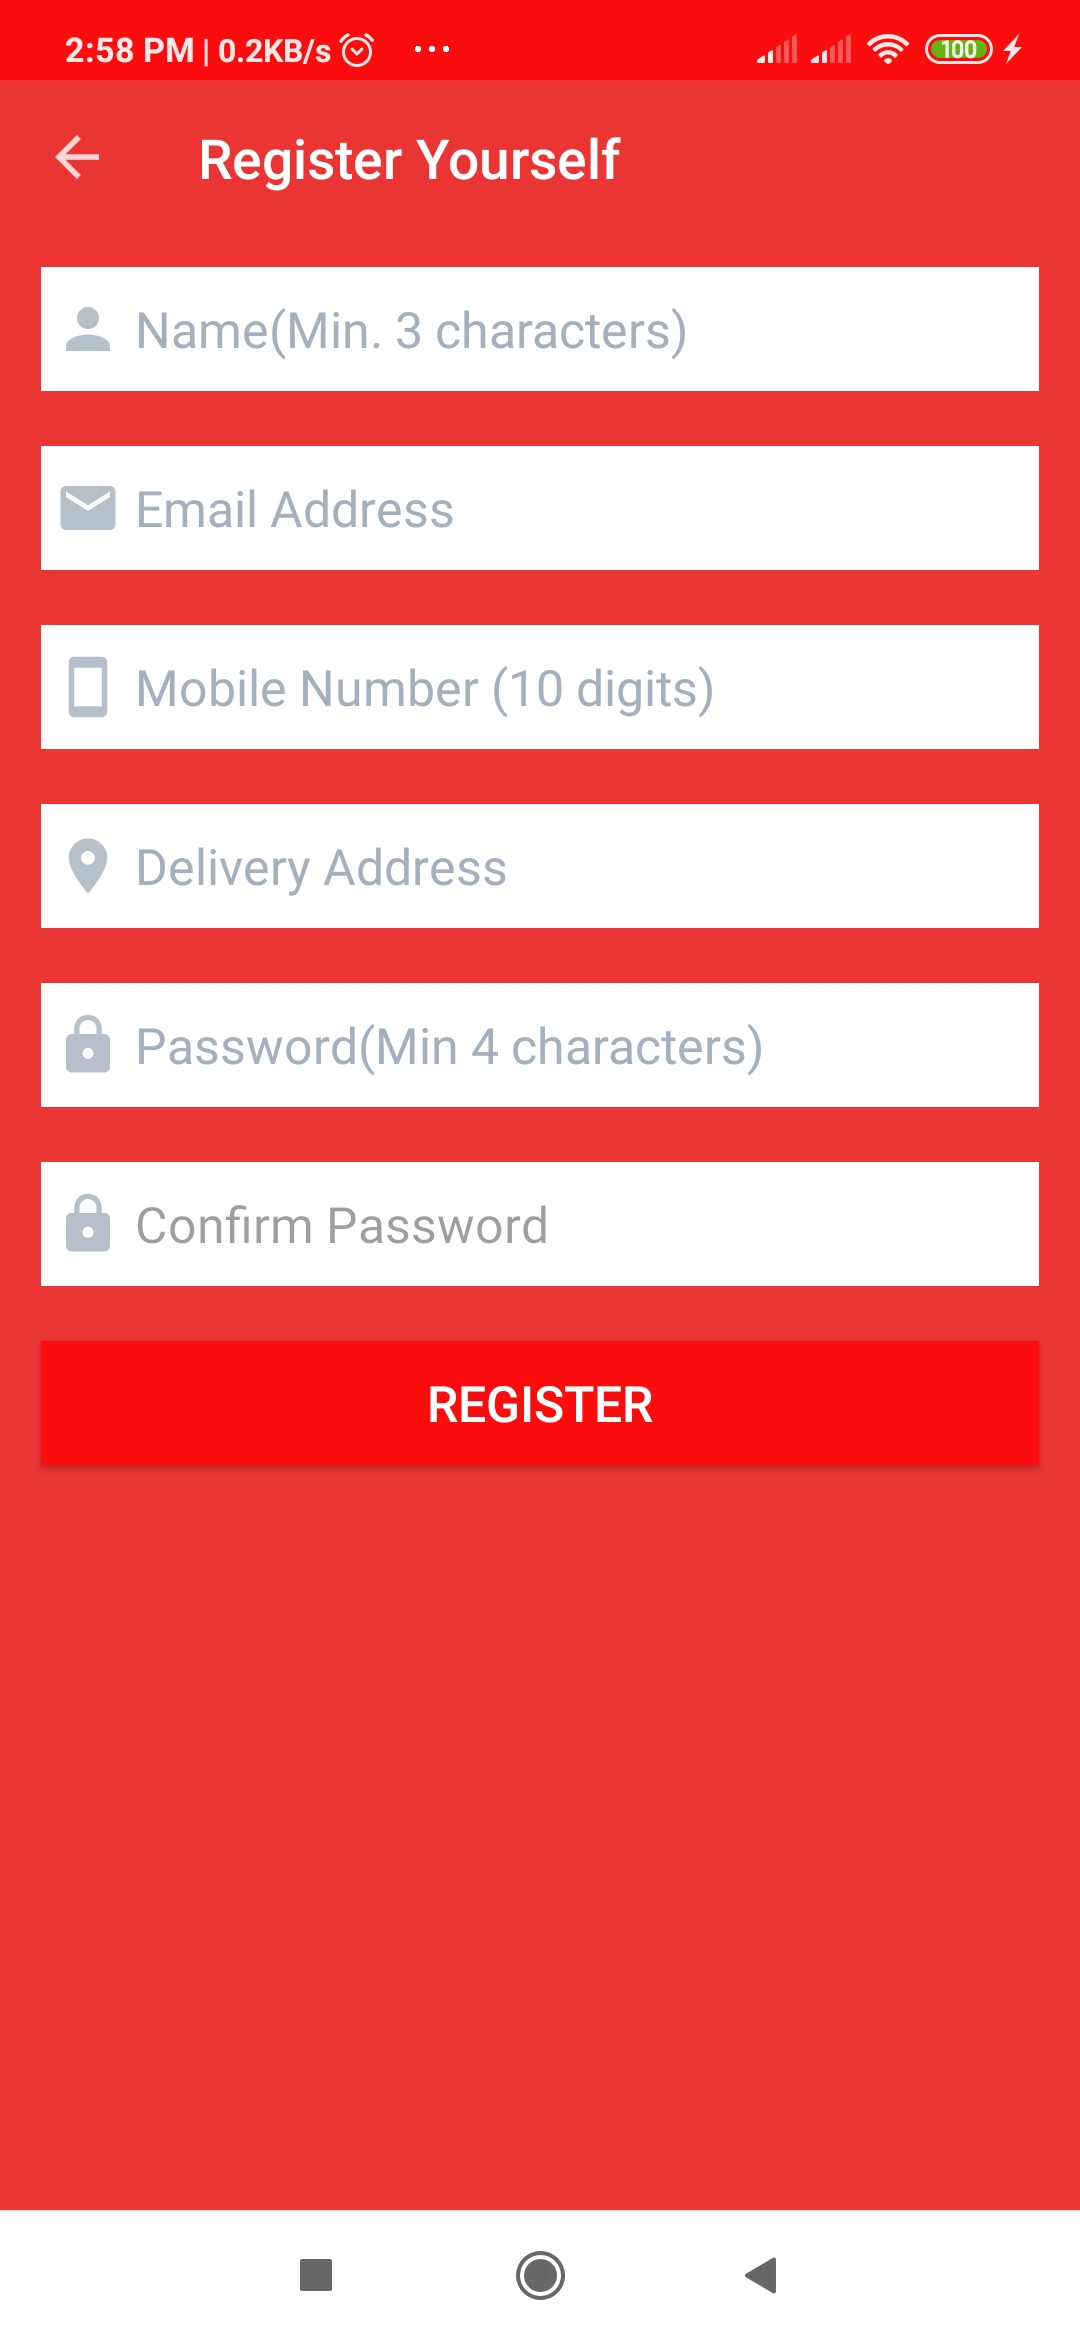 2:58 PM | 0.2KB/s ... 100
Register Yourself
Name(Min. 3 characters)
Email Address
Mobile Number (10 digits)
Delivery Address
Password(Min 4 characters)
Confirm Password
REGISTER